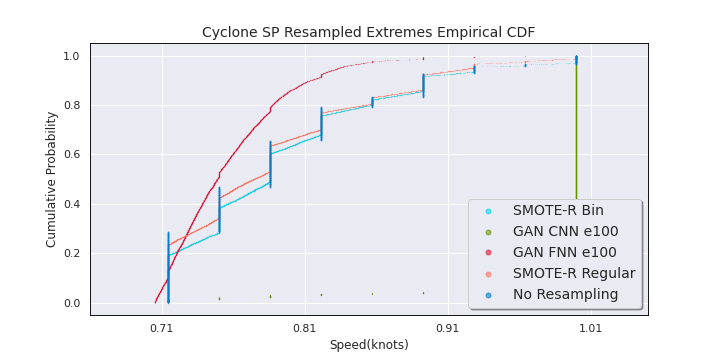 Cyclone SP Resampled Extremes Empirical CDF
Cumulative Probability
1.0
0.8
0.6
0.4
0.2
0.0
SMOTE-R Bin
GAN CNN e100
GAN FNN e100
SMOTE-R Regular
No Resampling
0.71
0.81
0.91
1.01
Speed(knots)